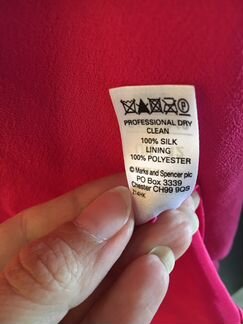 PROFESSIONAL DRY
CLEAN
100% SILK
LINING
100% POLYESTER
© Marks and Spencer plc
PO Box 3339
Chester CH99 9QS